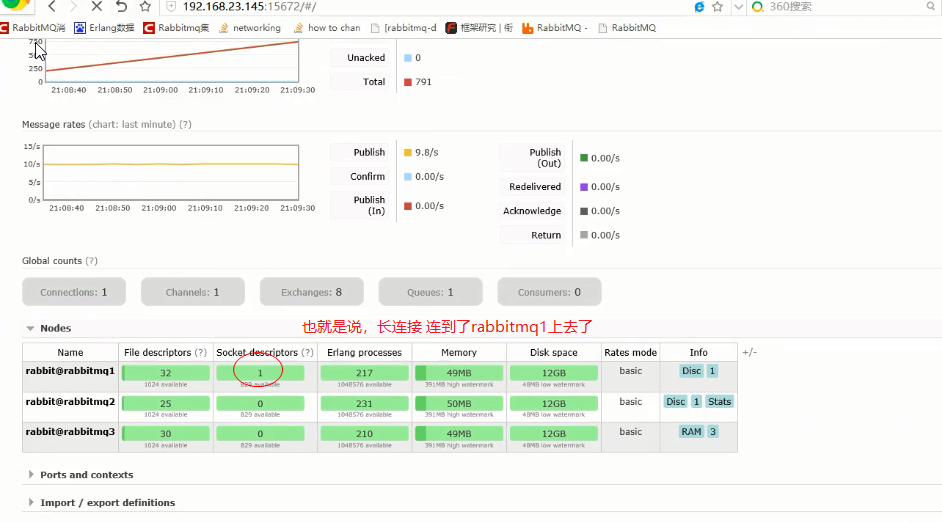 192.168.23.145:15672/#/
360搜索
RabbitMQ消 Erlang数据 Rabbitmq集 networking how to chan [rabbitmq-d 框架研究 | 衔 RabbitMQ - RabbitMQ
750
500
250
0
21:08:40 21:08:50 21:09:00 21:09:10 21:09:20 21:09:30
Unacked 0
Total 791
Message rates (chart: last minute) (?)
15/s
10/s
5/s
0/s
21:08:40 21:08:50 21:09:00 21:09:10 21:09:20 21:09:30
Publish 9.8/s
Confirm 0.00/s
Publish (In) 0.00/s
Publish (Out) 0.00/s
Redelivered 0.00/s
Acknowledge 0.00/s
Return 0.00/s
Global counts (?)
Connections: 1 Channels: 1 Exchanges: 8 Queues: 1 Consumers: 0
Nodes
也就是说，长连接 连到了rabbitmq1上去了
Name File descriptors (?) Socket descriptors (?) Erlang processes Memory Disk space Rates mode Info +/-
rabbit@rabbitmq1 32 1 217 49MB 12GB basic Disc 1
1024 available 829 available 1048576 available 391MB high watermark 48MB low watermark
rabbit@rabbitmq2 25 0 231 50MB 12GB basic Disc 1 Stats
1024 available 829 available 1048576 available 391MB high watermark 48MB low watermark
rabbit@rabbitmq3 30 0 210 49MB 12GB basic RAM 3
1024 available 829 available 1048576 available 391MB high watermark 48MB low watermark
Ports and contexts
Import / export definitions